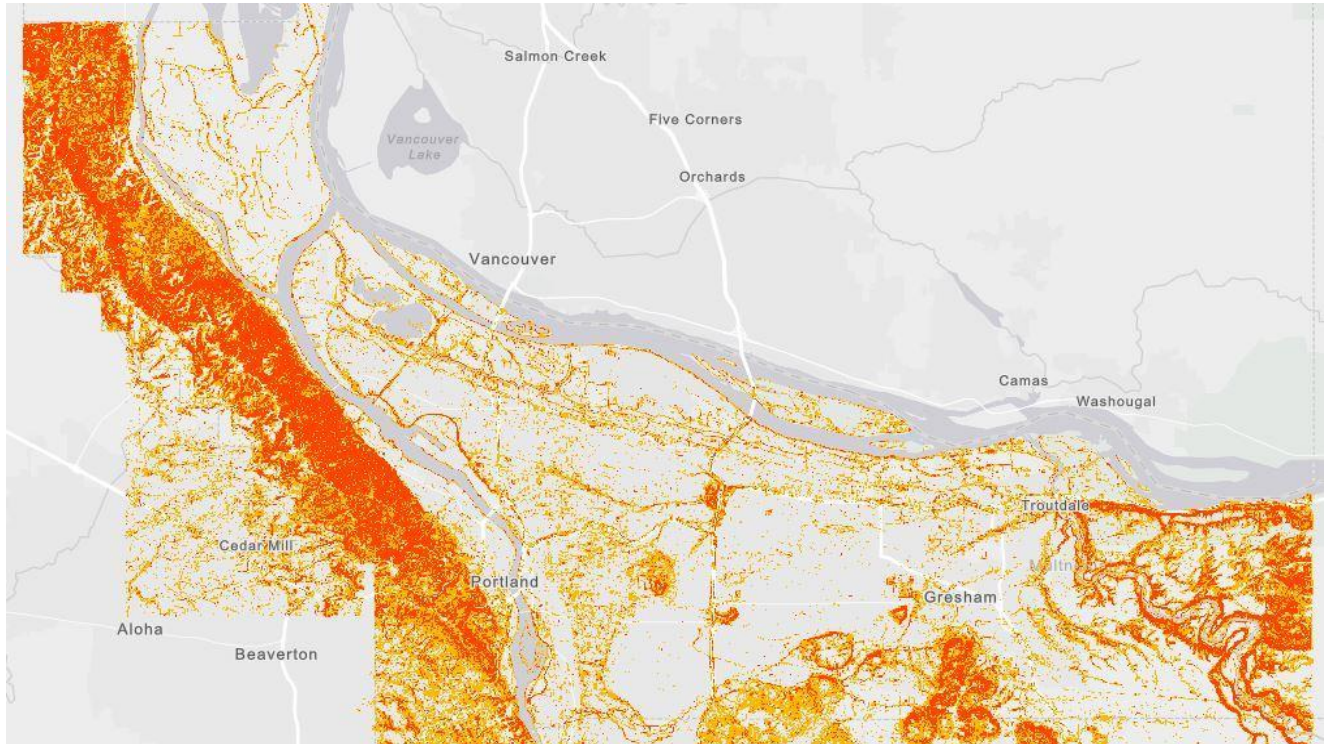 Salmon Creek
Five Corners
Vancouver
Lake
Orchards
Vancouver
Camas
Washougal
Troutdale
Cedar Mill
Portland
Gresham
Aloha
Beaverton